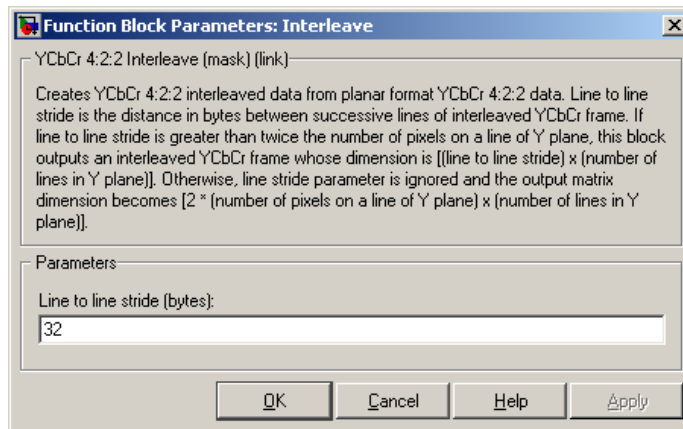 Function Block Parameters: Interleave
YCbCr 4:2:2 Interleave (mask) (link)
Creates YCbCr 4:2:2 interleaved data from planar format YCbCr 4:2:2 data. Line to line
stride is the distance in bytes between successive lines of interleaved YCbCr frame. If
line to line stride is greater than twice the number of pixels on a line of Y plane, this block
outputs an interleaved YCbCr frame whose dimension is [(line to line stride) x (number of
lines in Y plane)]. Otherwise, line stride parameter is ignored and the output matrix
dimension becomes [2 * (number of pixels on a line of Y plane) x (number of lines in Y
plane)].
Parameters
Line to line stride (bytes):
32
OK Cancel Help Apply